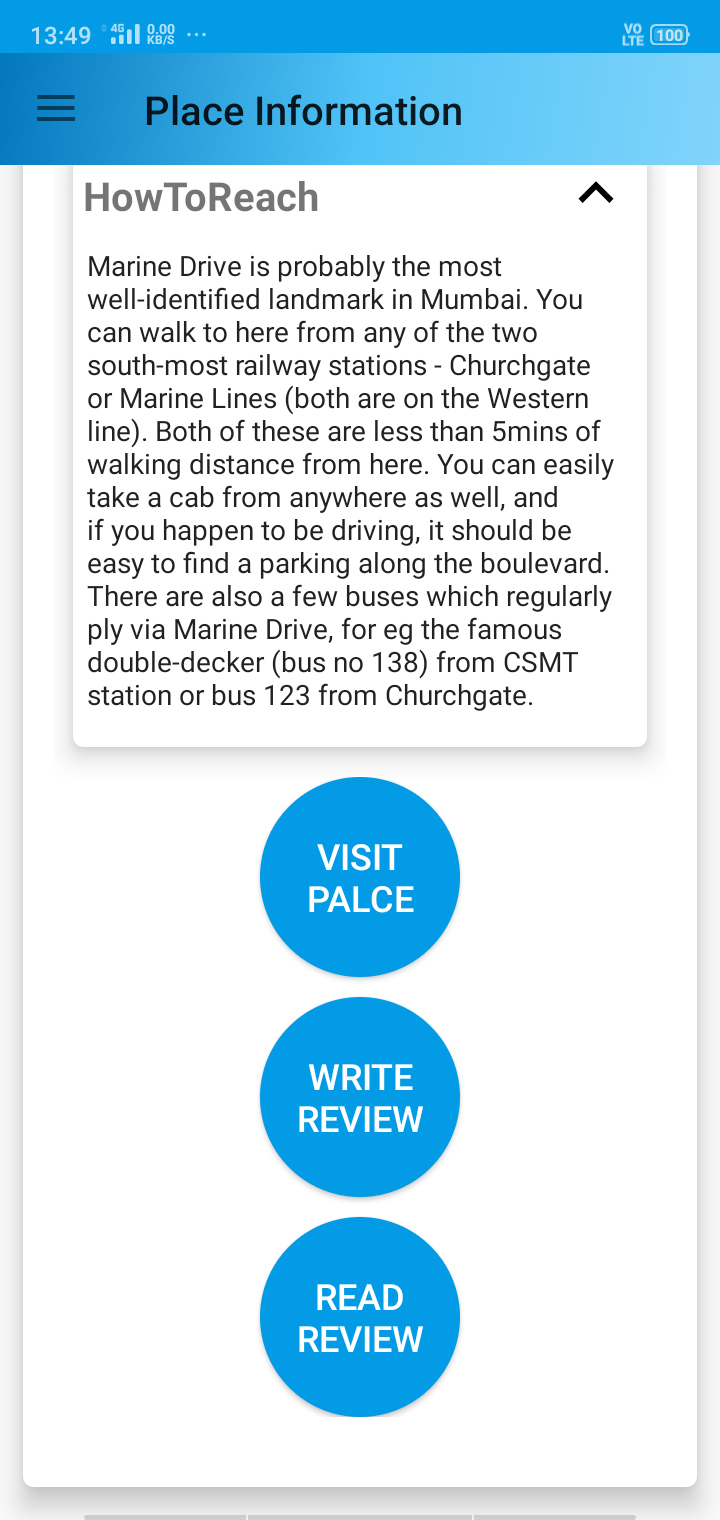 13:49 4G 0.00 KB/S ... VO LTE 100
Place Information
HowToReach
Marine Drive is probably the most
well-identified landmark in Mumbai. You
can walk to here from any of the two
south-most railway stations - Churchgate
or Marine Lines (both are on the Western
line). Both of these are less than 5mins of
walking distance from here. You can easily
take a cab from anywhere as well, and
if you happen to be driving, it should be
easy to find a parking along the boulevard.
There are also a few buses which regularly
ply via Marine Drive, for eg the famous
double-decker (bus no 138) from CSMT
station or bus 123 from Churchgate.
VISIT
PALCE
WRITE
REVIEW
READ
REVIEW